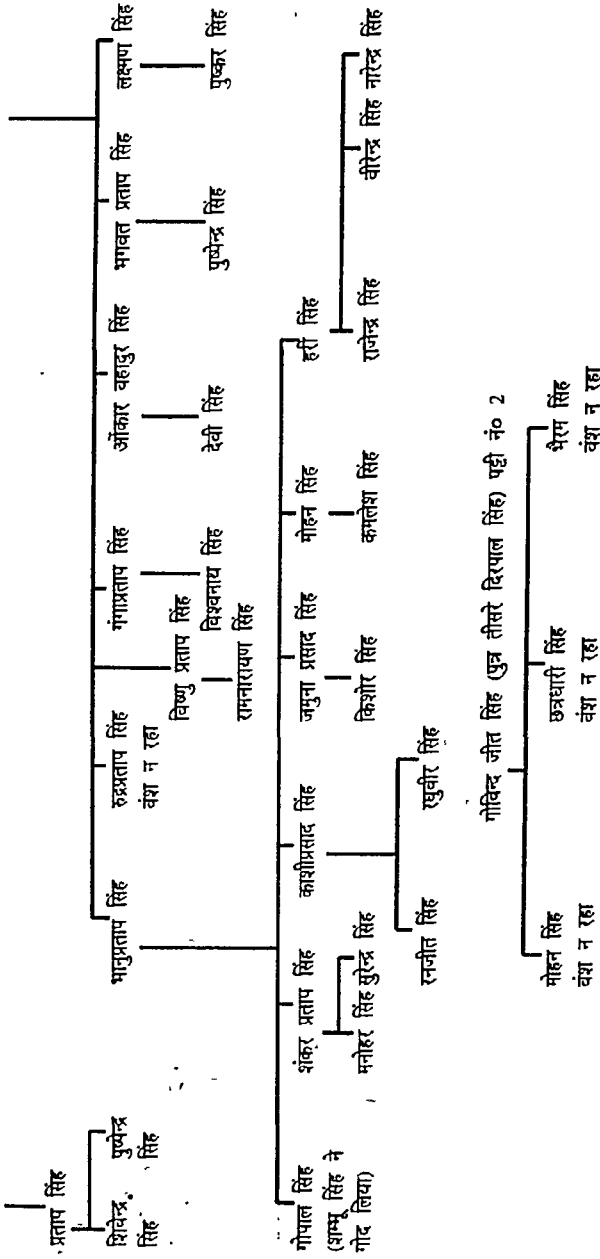 प्रताप सिंह
शिवेन्द्र सिंह
पुष्पेन्द्र सिंह
भानुप्रताप सिंह
रुद्रप्रताप सिंह
वंश न रहा
विष्णु प्रताप सिंह
रामनारायण सिंह
गंगाप्रताप सिंह
विश्वनाथ सिंह
ओंकार बहादुर सिंह
देवी सिंह
भगवत प्रताप सिंह
पुष्पेन्द्र सिंह
लक्ष्मण सिंह
पुष्कर सिंह
गोपाल सिंह
(शम्भू सिंह ने
गोद लिया)
शंकर प्रताप सिंह
मनोहर सिंह सुरेन्द्र सिंह
काशीप्रसाद सिंह
रनजीत सिंह
रघुवीर सिंह
जमुना प्रसाद सिंह
किशोर सिंह
मोहन सिंह
कमलेश सिंह
हरी सिंह
राजेन्द्र सिंह
वीरेन्द्र सिंह नारेन्द्र सिंह
गोविन्द जीत सिंह (पुत्र तीसरे दिरपाल सिंह) पट्टी नं० 2
मोहन सिंह
वंश न रहा
छत्रधारी सिंह
वंश न रहा
भैरम सिंह
वंश न रहा